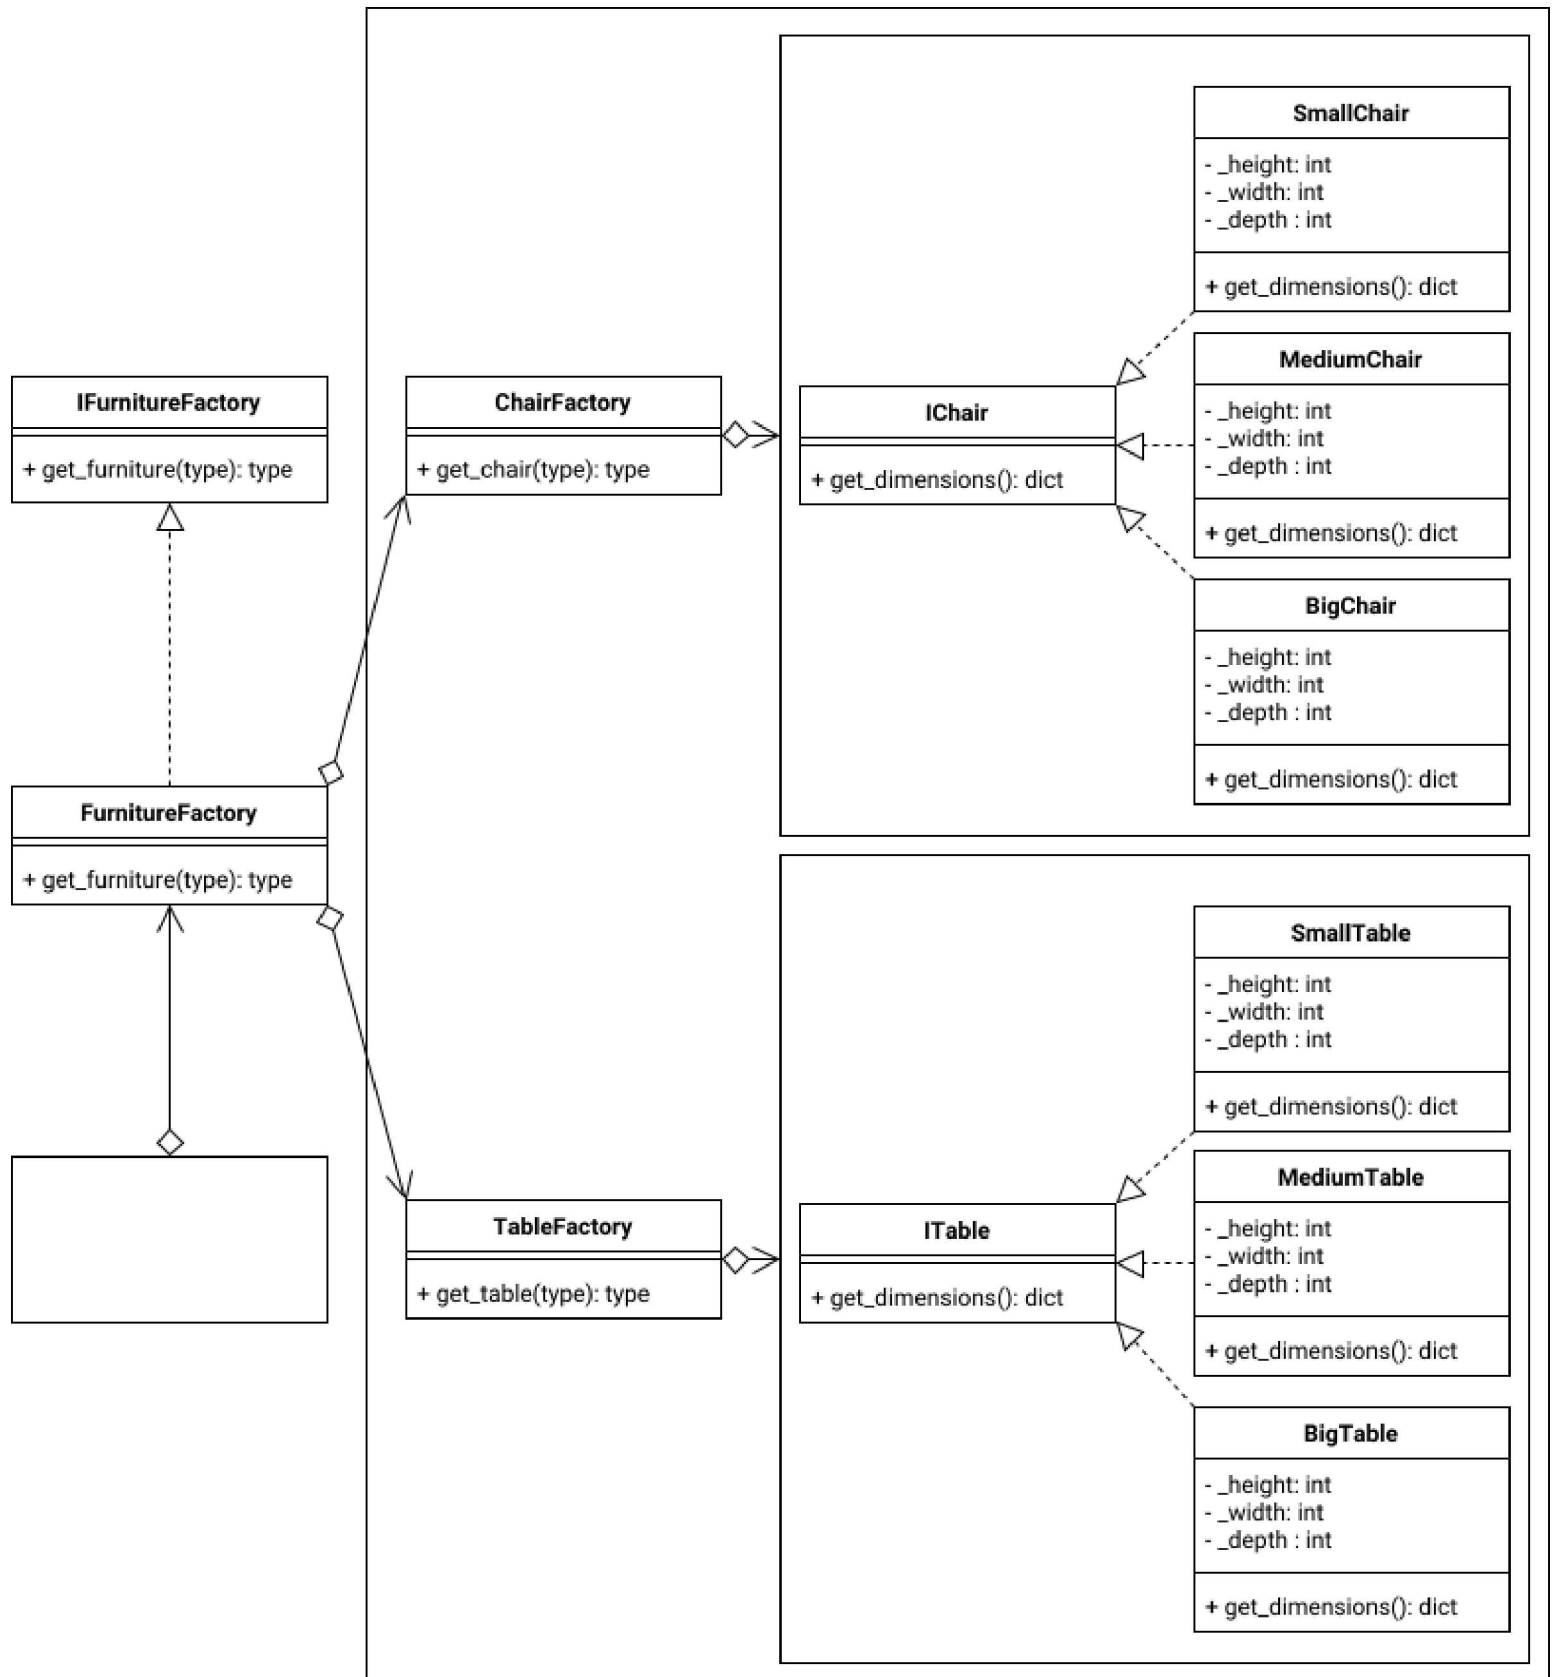 IFurnitureFactory
+ get_furniture(type): type
FurnitureFactory
+ get_furniture(type): type
ChairFactory
+ get_chair(type): type
TableFactory
+ get_table(type): type
IChair
+ get_dimensions(): dict
SmallChair
- _height: int
- _width: int
- _depth : int
+ get_dimensions(): dict
MediumChair
- _height: int
- _width: int
- _depth : int
+ get_dimensions(): dict
BigChair
- _height: int
- _width: int
- _depth : int
+ get_dimensions(): dict
ITable
+ get_dimensions(): dict
SmallTable
- _height: int
- _width: int
- _depth : int
+ get_dimensions(): dict
MediumTable
- _height: int
- _width: int
- _depth : int
+ get_dimensions(): dict
BigTable
- _height: int
- _width: int
- _depth : int
+ get_dimensions(): dict